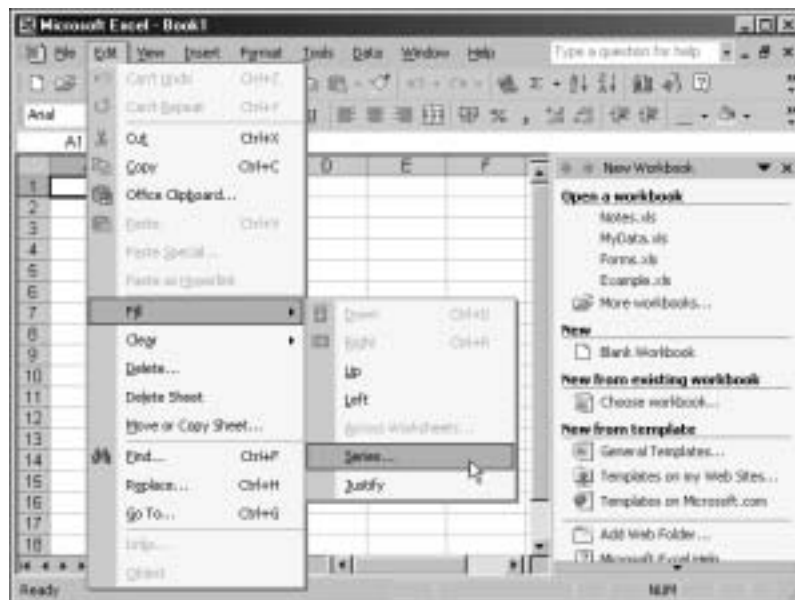 Microsoft Excel - Book1
File Edit View Insert Format Tools Data Window Help
Type a question for help
Can't Undo Ctrl+Z
Can't Repeat Ctrl+Y
Arial
A1
Cut Ctrl+X
Copy Ctrl+C
Office Clipboard...
Paste Ctrl+V
Paste Special...
Paste as Hyperlink
Fill
Clear
Delete...
Delete Sheet
Move or Copy Sheet...
Find... Ctrl+F
Replace... Ctrl+H
Go To... Ctrl+G
Links...
Object
Down Ctrl+D
Right Ctrl+R
Up
Left
Across Worksheets...
Series...
Justify
D E F
1
2
3
4
5
6
7
8
9
10
11
12
13
14
15
16
17
18
New Workbook
Open a workbook
Notes.xls
MyData.xls
Forms.xls
Example.xls
More workbooks...
New
Blank Workbook
New from existing workbook
Choose workbook...
New from template
General Templates...
Templates on my Web Sites...
Templates on Microsoft.com
Add Web Folder...
Microsoft Excel Help
Ready
NUM